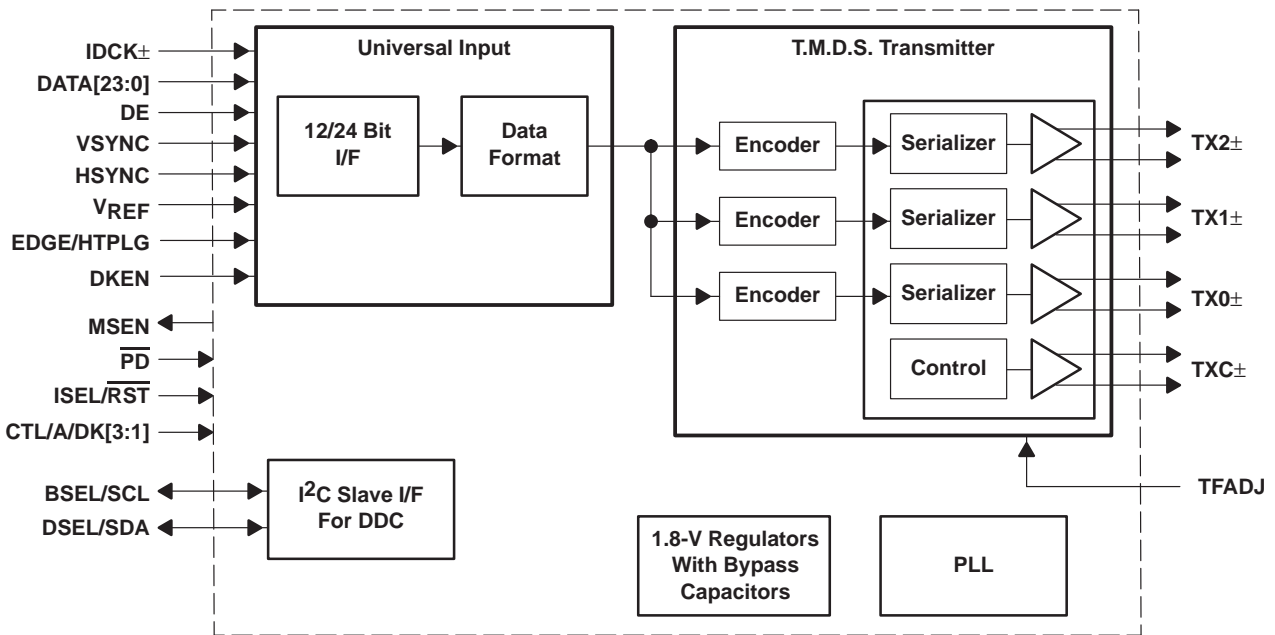 Universal Input
T.M.D.S. Transmitter
IDCK±
DATA[23:0]
DE
VSYNC
HSYNC
VREF
EDGE/HTPLG
DKEN
MSEN
PD
ISEL/RST
CTL/A/DK[3:1]
BSEL/SCL
DSEL/SDA
12/24 Bit
I/F
Data
Format
Encoder
Serializer
TX2±
Encoder
Serializer
TX1±
Encoder
Serializer
TX0±
Control
TXC±
TFADJ
I2C Slave I/F
For DDC
1.8-V Regulators
With Bypass
Capacitors
PLL